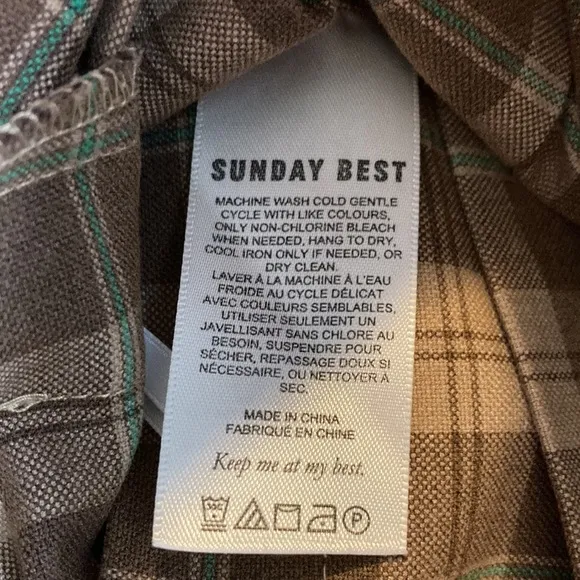 SUNDAY BEST
MACHINE WASH COLD GENTLE
CYCLE WITH LIKE COLOURS,
ONLY NON-CHLORINE BLEACH
WHEN NEEDED, HANG TO DRY,
COOL IRON ONLY IF NEEDED, OR
DRY CLEAN.
LAVER À LA MACHINE À L'EAU
FROIDE AU CYCLE DÉLICAT
AVEC COULEURS SEMBLABLES,
UTILISER SEULEMENT UN
JAVELLISANT SANS CHLORE AU
BESOIN, SUSPENDRE POUR
SÉCHER, REPASSAGE DOUX SI
NÉCESSAIRE, OU NETTOYER À
SEC.
MADE IN CHINA
FABRIQUÉ EN CHINE
Keep me at my best.
30C P